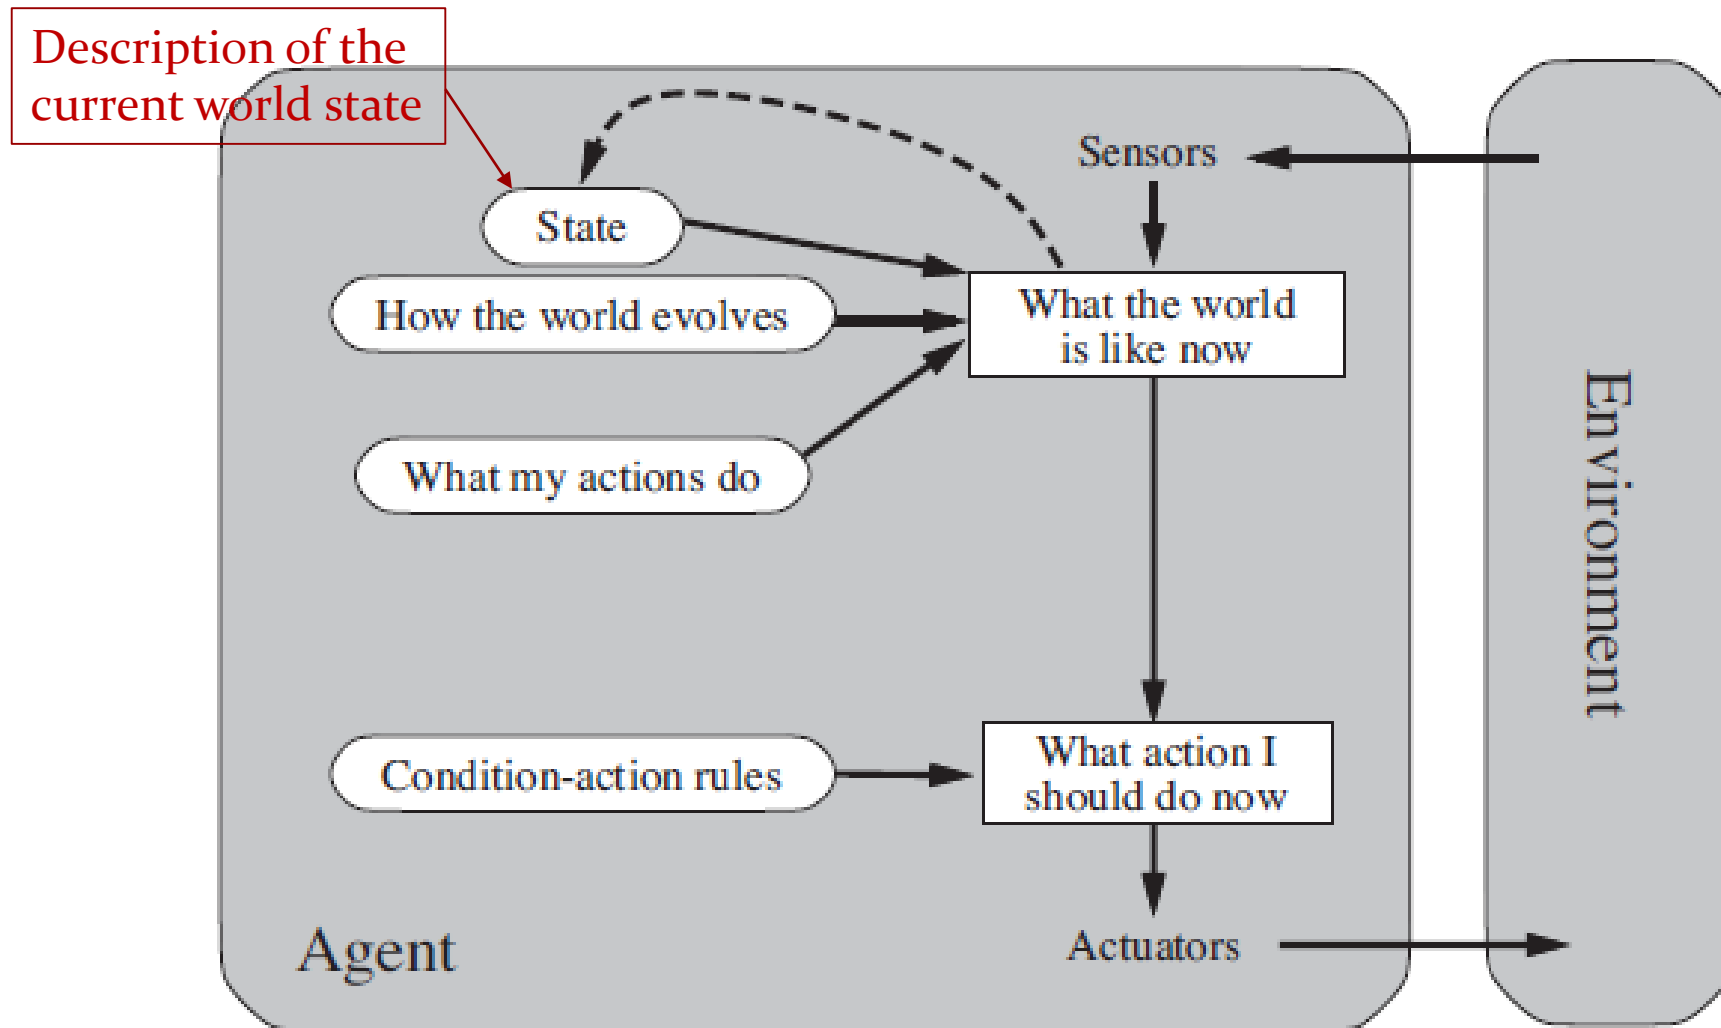 Description of the
current world state
Sensors
State
How the world evolves
What the world
is like now
What my actions do
Environment
Condition-action rules
What action I
should do now
Agent
Actuators